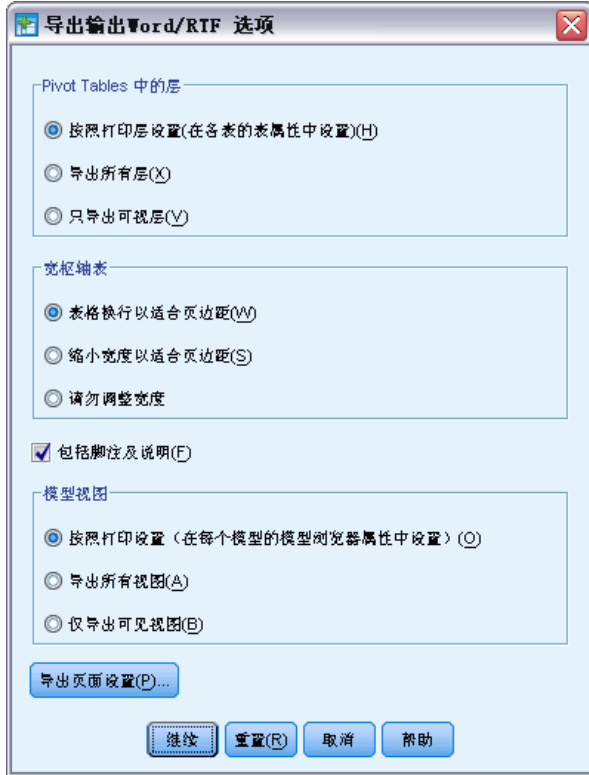 导出输出Word/RTF 选项
Pivot Tables 中的层
按照打印层设置(在各表的表属性中设置)(H)
导出所有层(X)
只导出可视层(V)
宽枢轴表
表格换行以适合页边距(W)
缩小宽度以适合页边距(S)
请勿调整宽度
包括脚注及说明(F)
模型视图
按照打印设置（在每个模型的模型浏览器属性中设置）(O)
导出所有视图(A)
仅导出可见视图(B)
导出页面设置(P)...
继续 重置(R) 取消 帮助